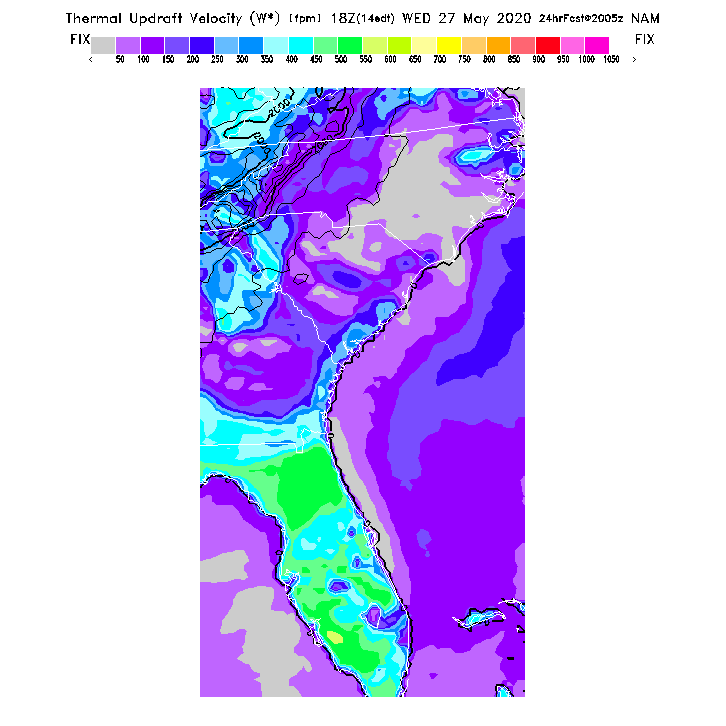 Thermal Updraft Velocity (W*) [fpm] 18Z(14edt) WED 27 May 2020 24hrFcst@2005z NAM
FIX FIX
< 50 100 150 200 250 300 350 400 450 500 550 600 650 700 750 800 850 900 950 1000 1050 >
2000